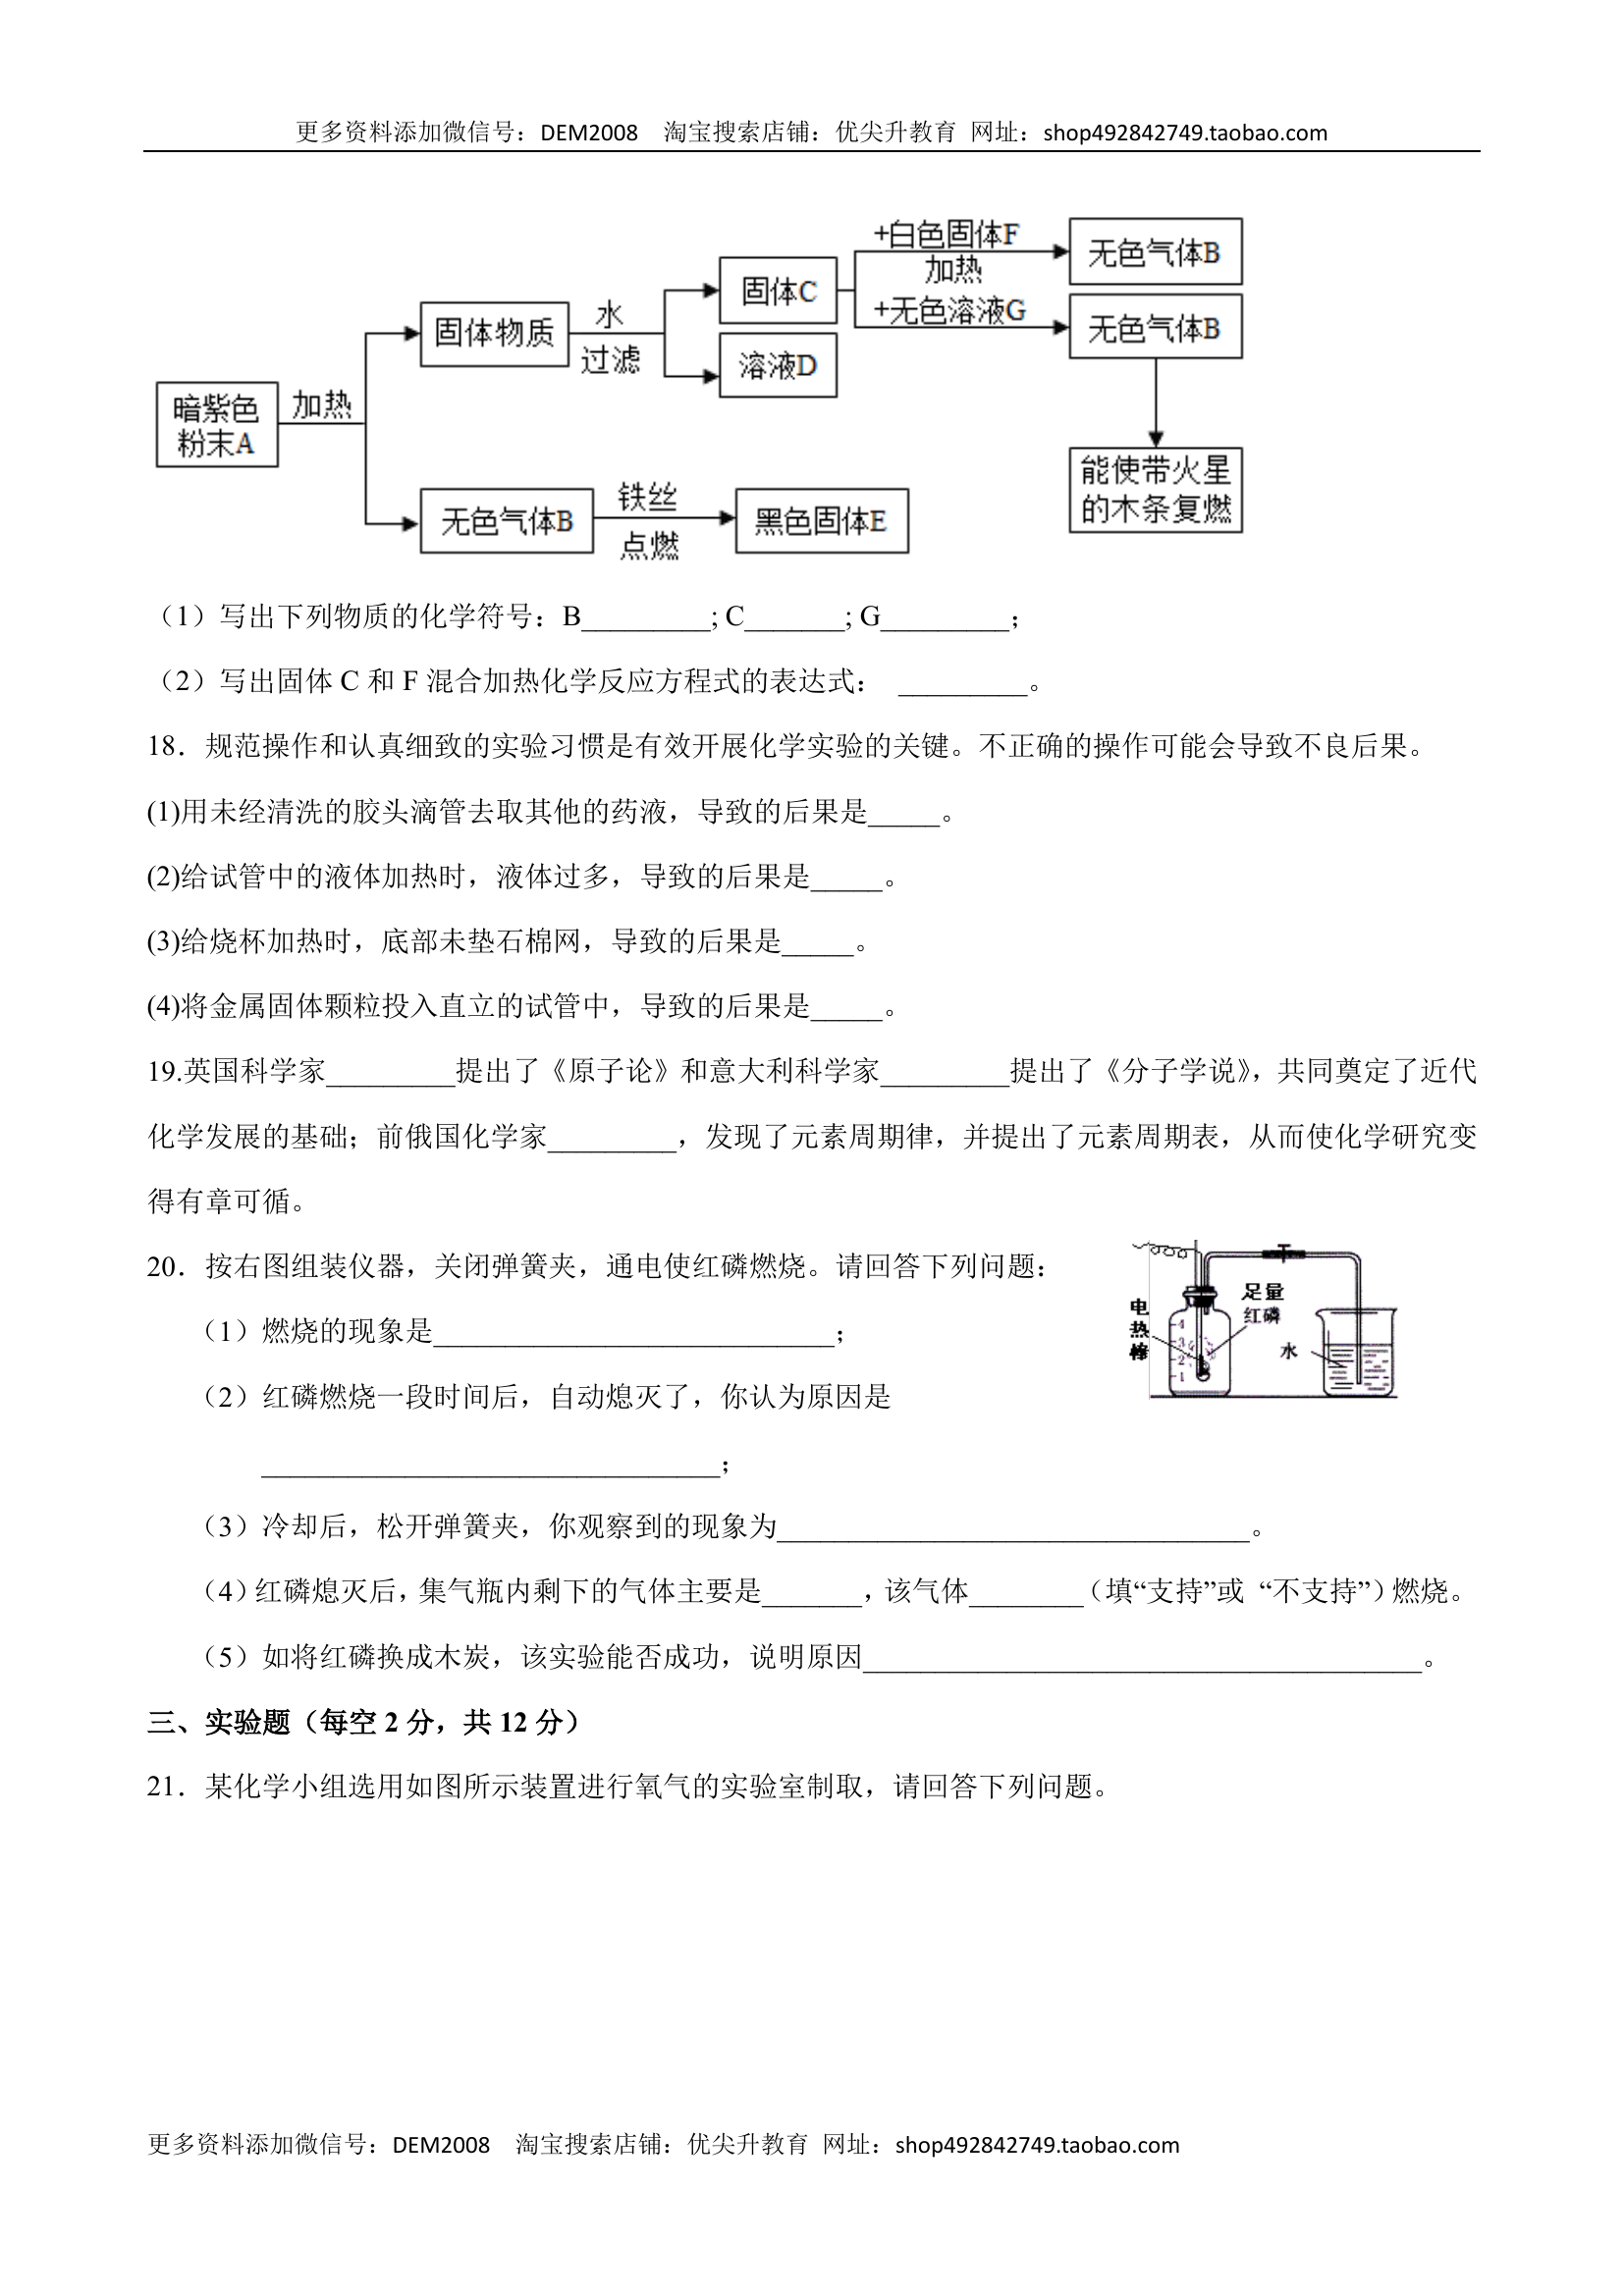 更多资料添加微信号：DEM2008 淘宝搜索店铺：优尖升教育 网址：shop492842749.taobao.com
暗紫色
粉末A
加热
固体物质
水
过滤
固体C
溶液D
+白色固体F
加热
+无色溶液G
无色气体B
无色气体B
能使带火星
的木条复燃
无色气体B
铁丝
点燃
黑色固体E
（1）写出下列物质的化学符号：B_________; C_______; G_________；
（2）写出固体 C 和 F 混合加热化学反应方程式的表达式： _________。
18．规范操作和认真细致的实验习惯是有效开展化学实验的关键。不正确的操作可能会导致不良后果。
(1)用未经清洗的胶头滴管去取其他的药液，导致的后果是_____。
(2)给试管中的液体加热时，液体过多，导致的后果是_____。
(3)给烧杯加热时，底部未垫石棉网，导致的后果是_____。
(4)将金属固体颗粒投入直立的试管中，导致的后果是_____。
19.英国科学家_________提出了《原子论》和意大利科学家_________提出了《分子学说》，共同奠定了近代
化学发展的基础；前俄国化学家_________，发现了元素周期律，并提出了元素周期表，从而使化学研究变
得有章可循。
20．按右图组装仪器，关闭弹簧夹，通电使红磷燃烧。请回答下列问题：
（1）燃烧的现象是____________________________；
（2）红磷燃烧一段时间后，自动熄灭了，你认为原因是
________________________________；
（3）冷却后，松开弹簧夹，你观察到的现象为_________________________________。
（4）红磷熄灭后，集气瓶内剩下的气体主要是_______，该气体________（填“支持”或 “不支持”）燃烧。
（5）如将红磷换成木炭，该实验能否成功，说明原因_______________________________________。
电
热
棒
足量
红磷
水
4
3
2
1
三、实验题（每空 2 分，共 12 分）
21．某化学小组选用如图所示装置进行氧气的实验室制取，请回答下列问题。
更多资料添加微信号：DEM2008 淘宝搜索店铺：优尖升教育 网址：shop492842749.taobao.com